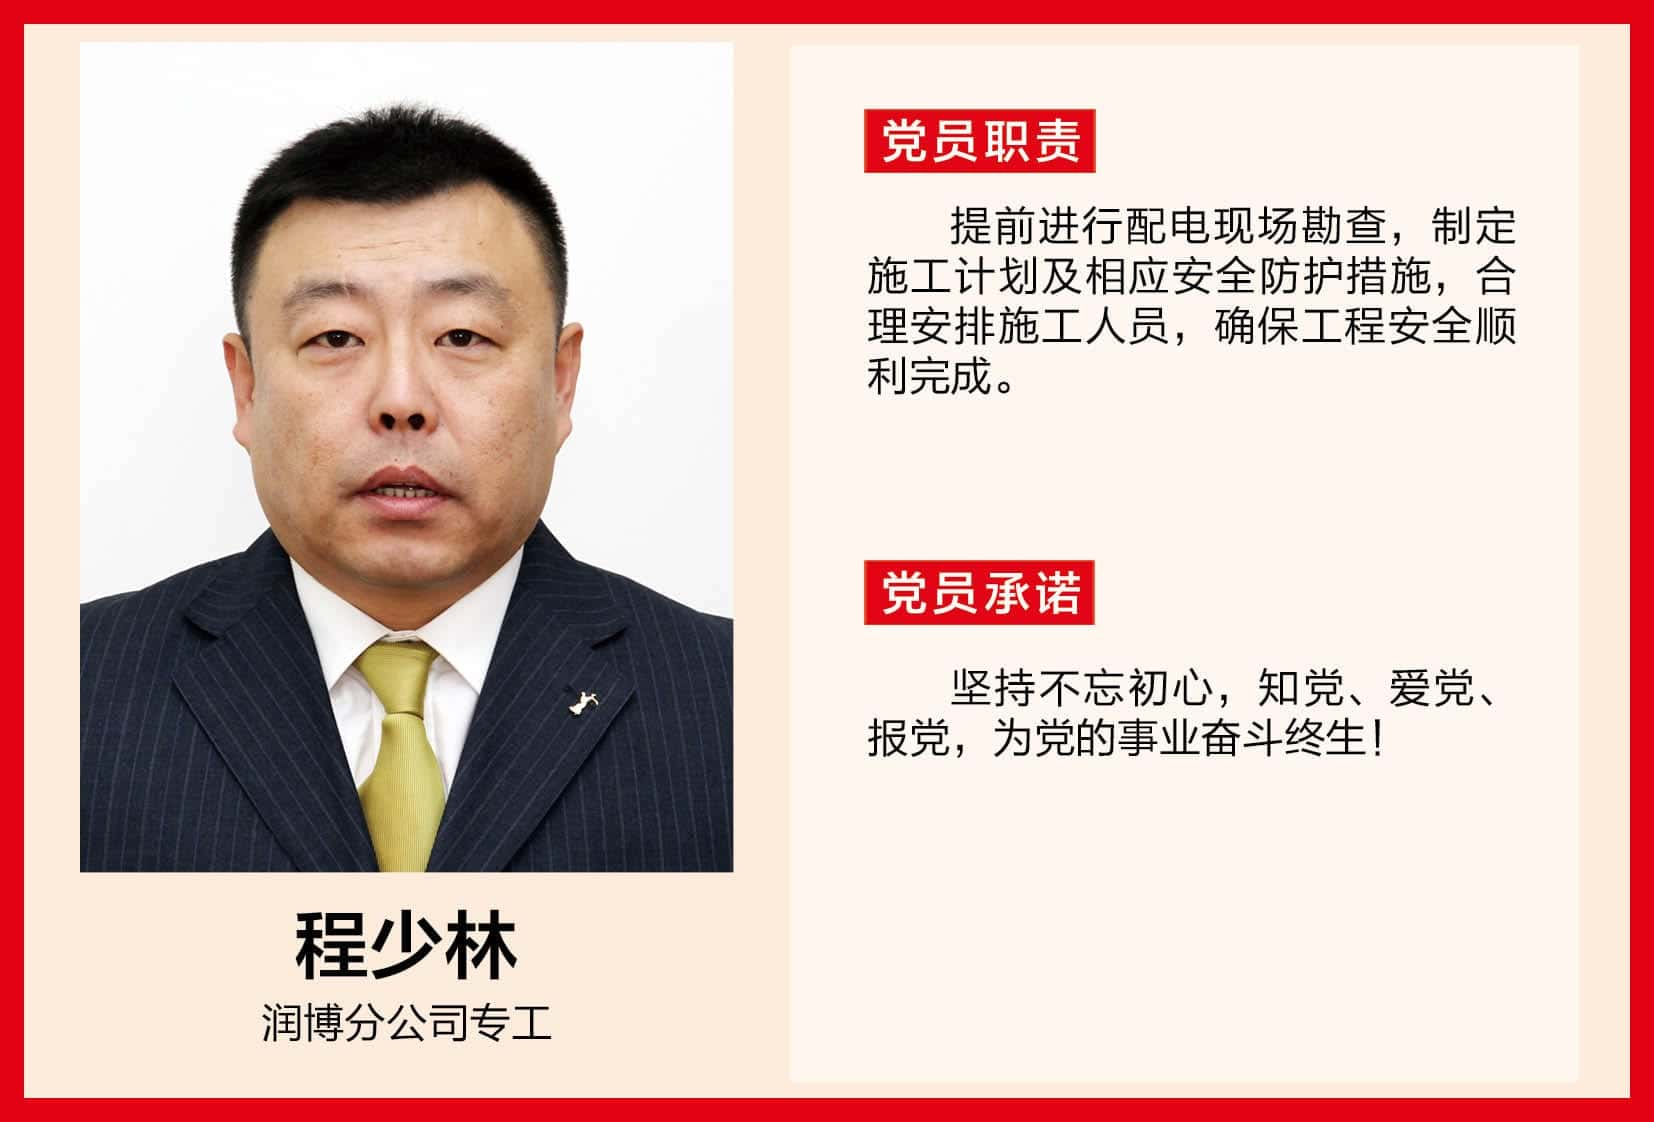 党员职责
提前进行配电现场勘查，制定
施工计划及相应安全防护措施，合
理安排施工人员，确保工程安全顺
利完成。
党员承诺
坚持不忘初心，知党、爱党、
报党，为党的事业奋斗终生！
程少林
润博分公司专工